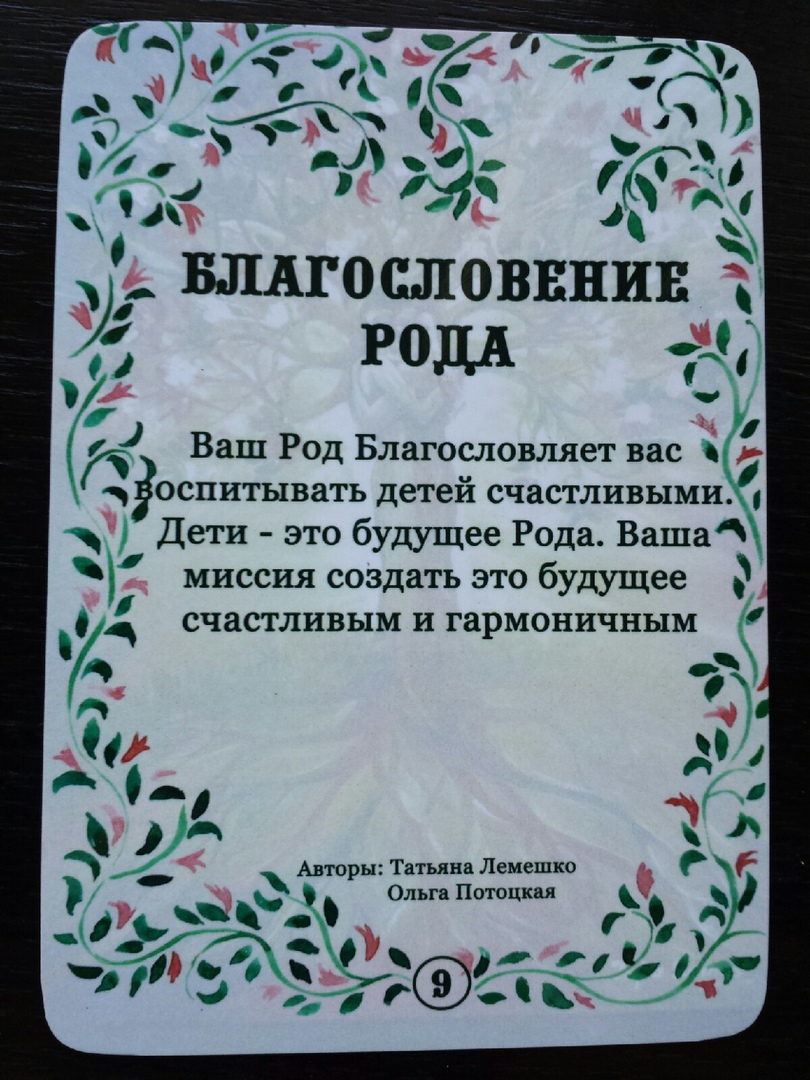 БЛАГОСЛОВЕНИЕ
РОДА
Ваш Род Благословляет вас
воспитывать детей счастливыми.
Дети - это будущее Рода. Ваша
миссия создать это будущее
счастливым и гармоничным
Авторы: Татьяна Лемешко
Ольга Потоцкая
9